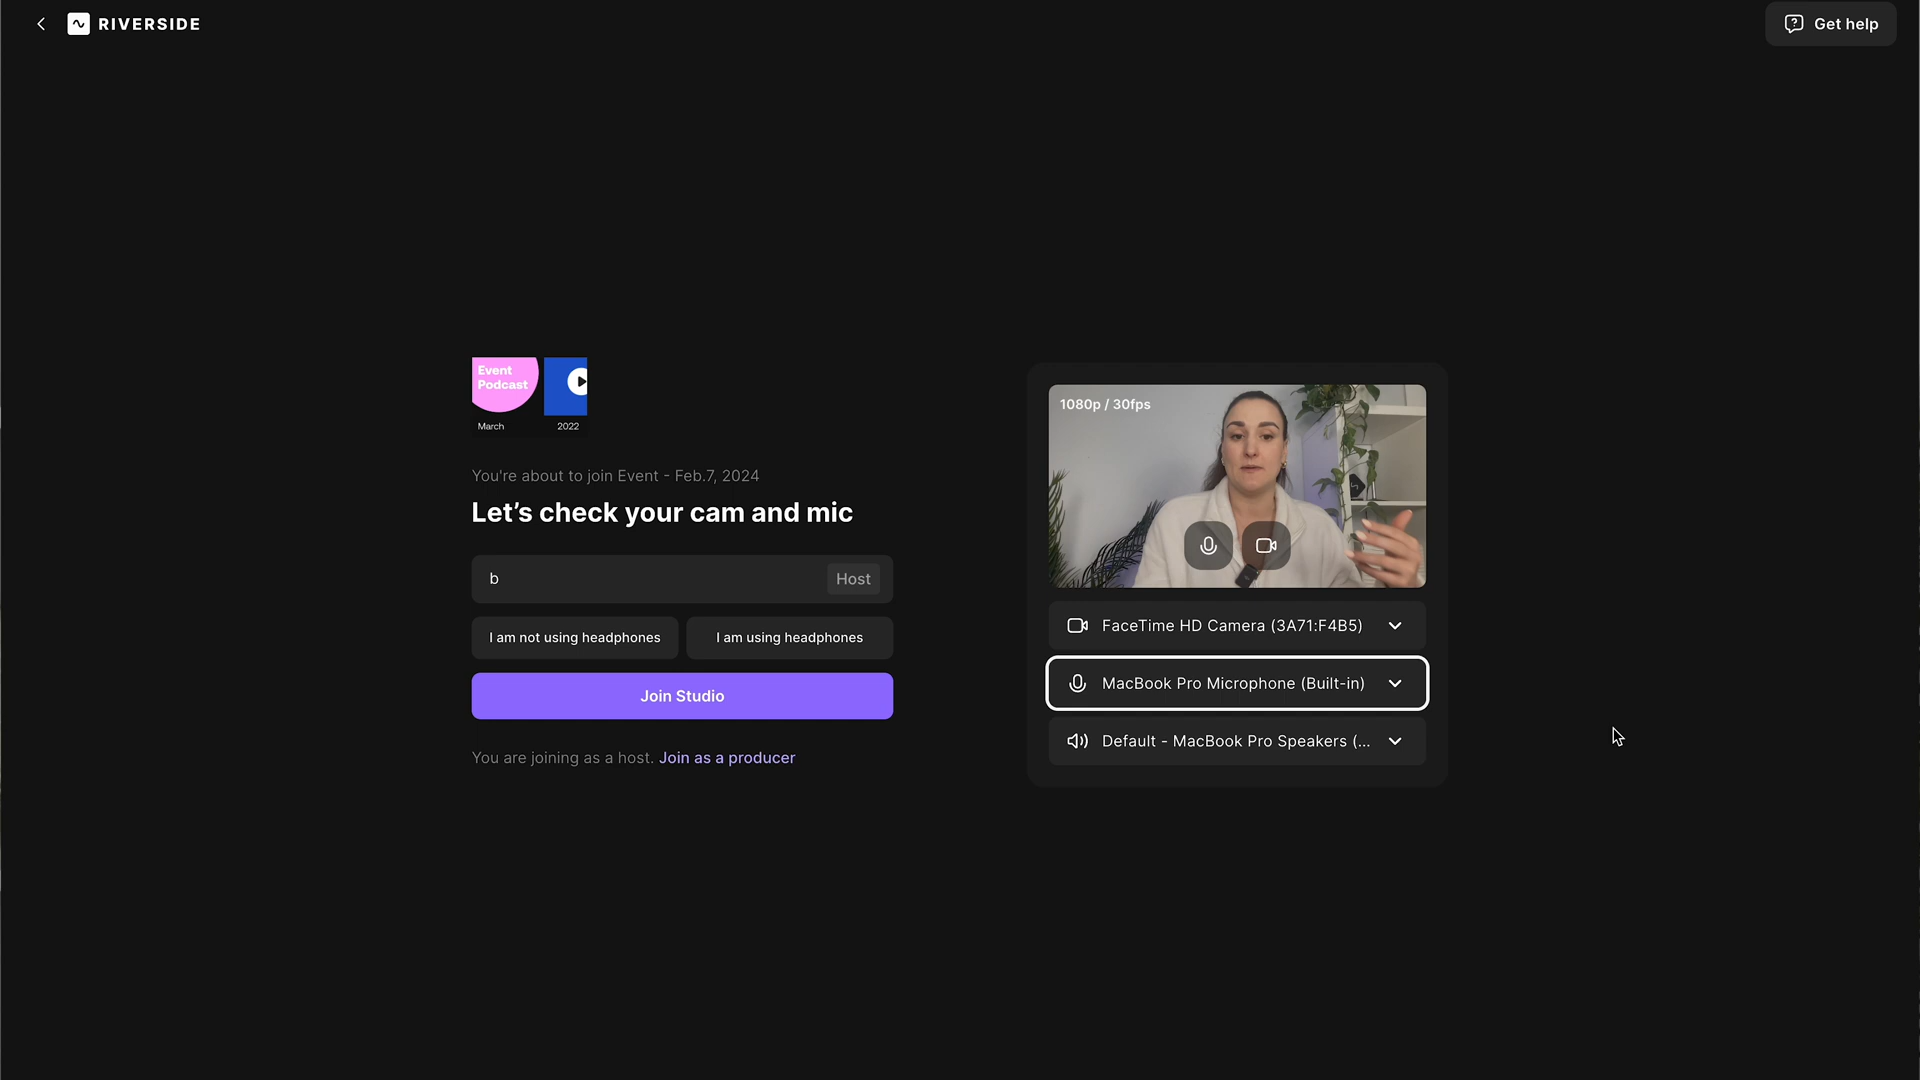 RIVERSIDE
Get help
Event
Podcast
March 2022
You're about to join Event - Feb.7, 2024
Let’s check your cam and mic
b Host
I am not using headphones I am using headphones
Join Studio
You are joining as a host. Join as a producer
1080p / 30fps
FaceTime HD Camera (3A71:F4B5)
MacBook Pro Microphone (Built-in)
Default - MacBook Pro Speakers (...